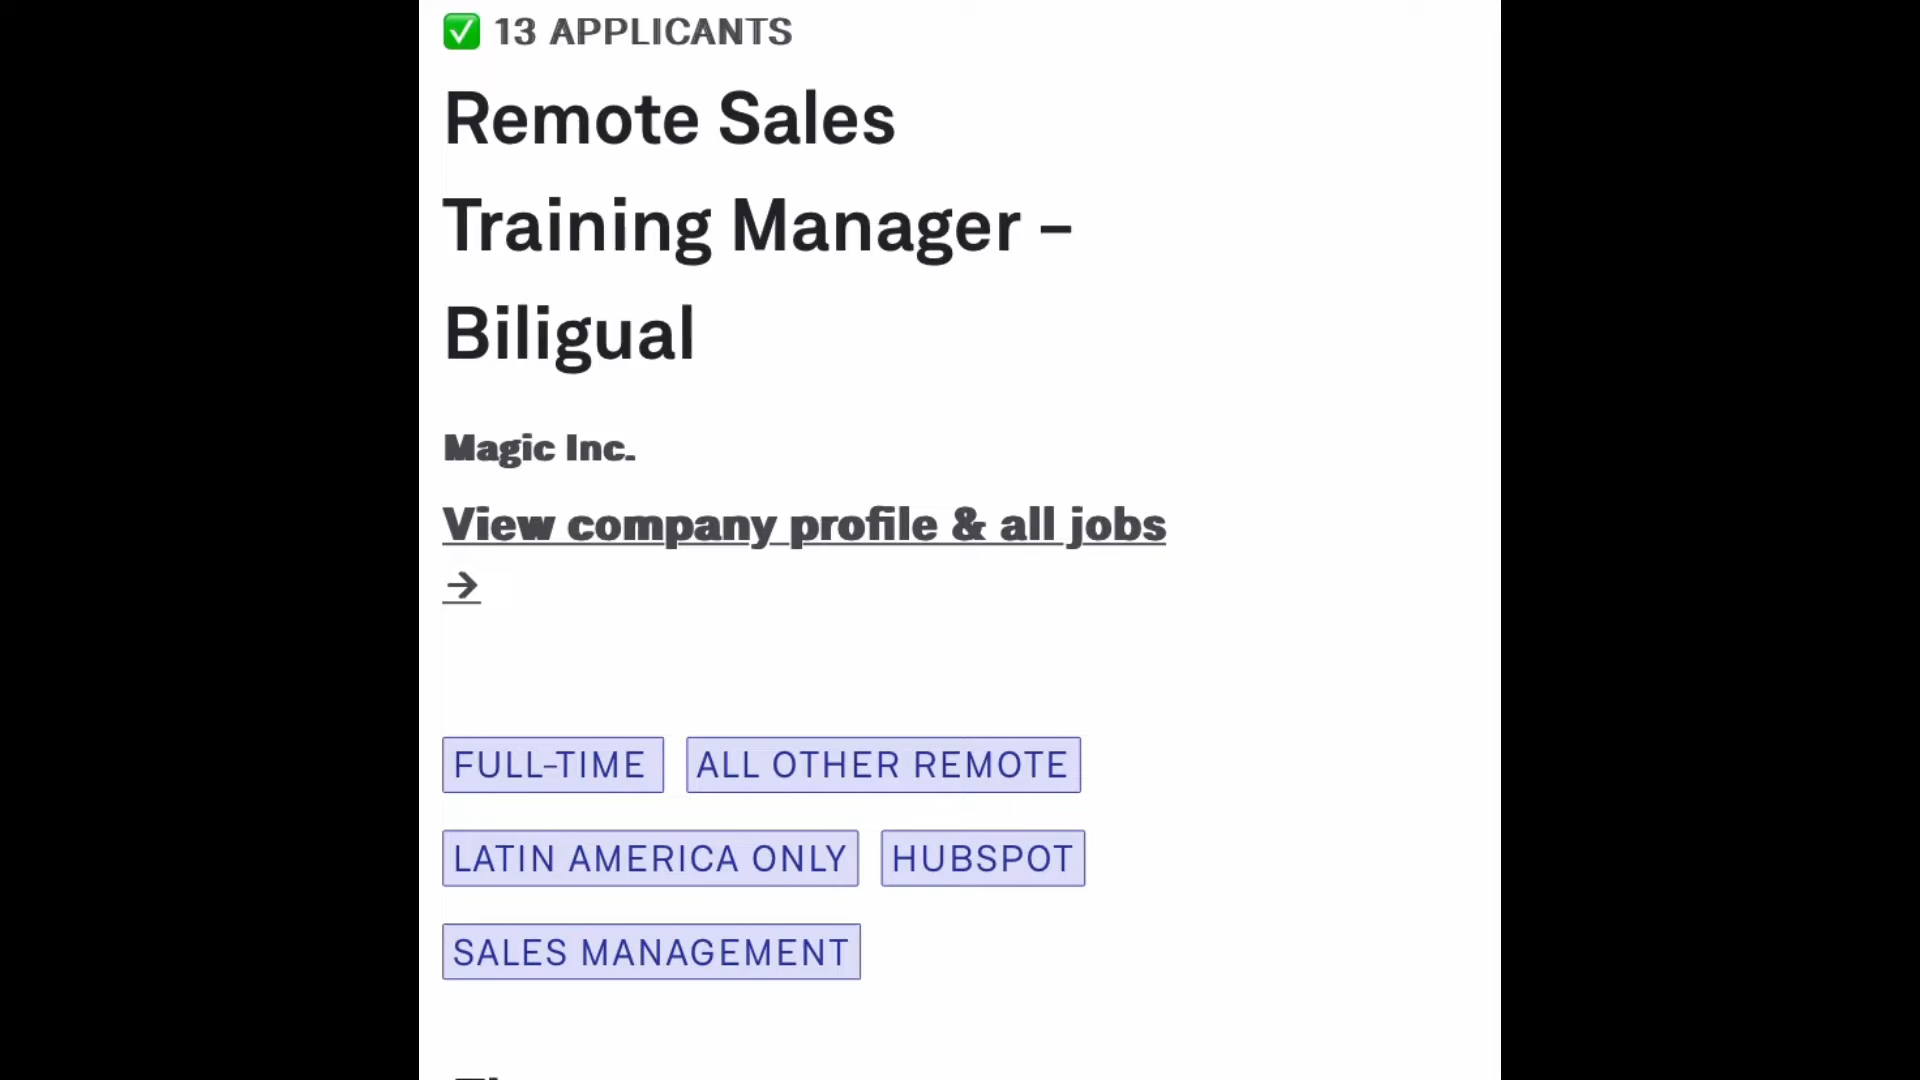 ✅ 13 APPLICANTS
Remote Sales
Training Manager –
Biligual
Magic Inc.
View company profile & all jobs
→
FULL-TIME ALL OTHER REMOTE
LATIN AMERICA ONLY HUBSPOT
SALES MANAGEMENT